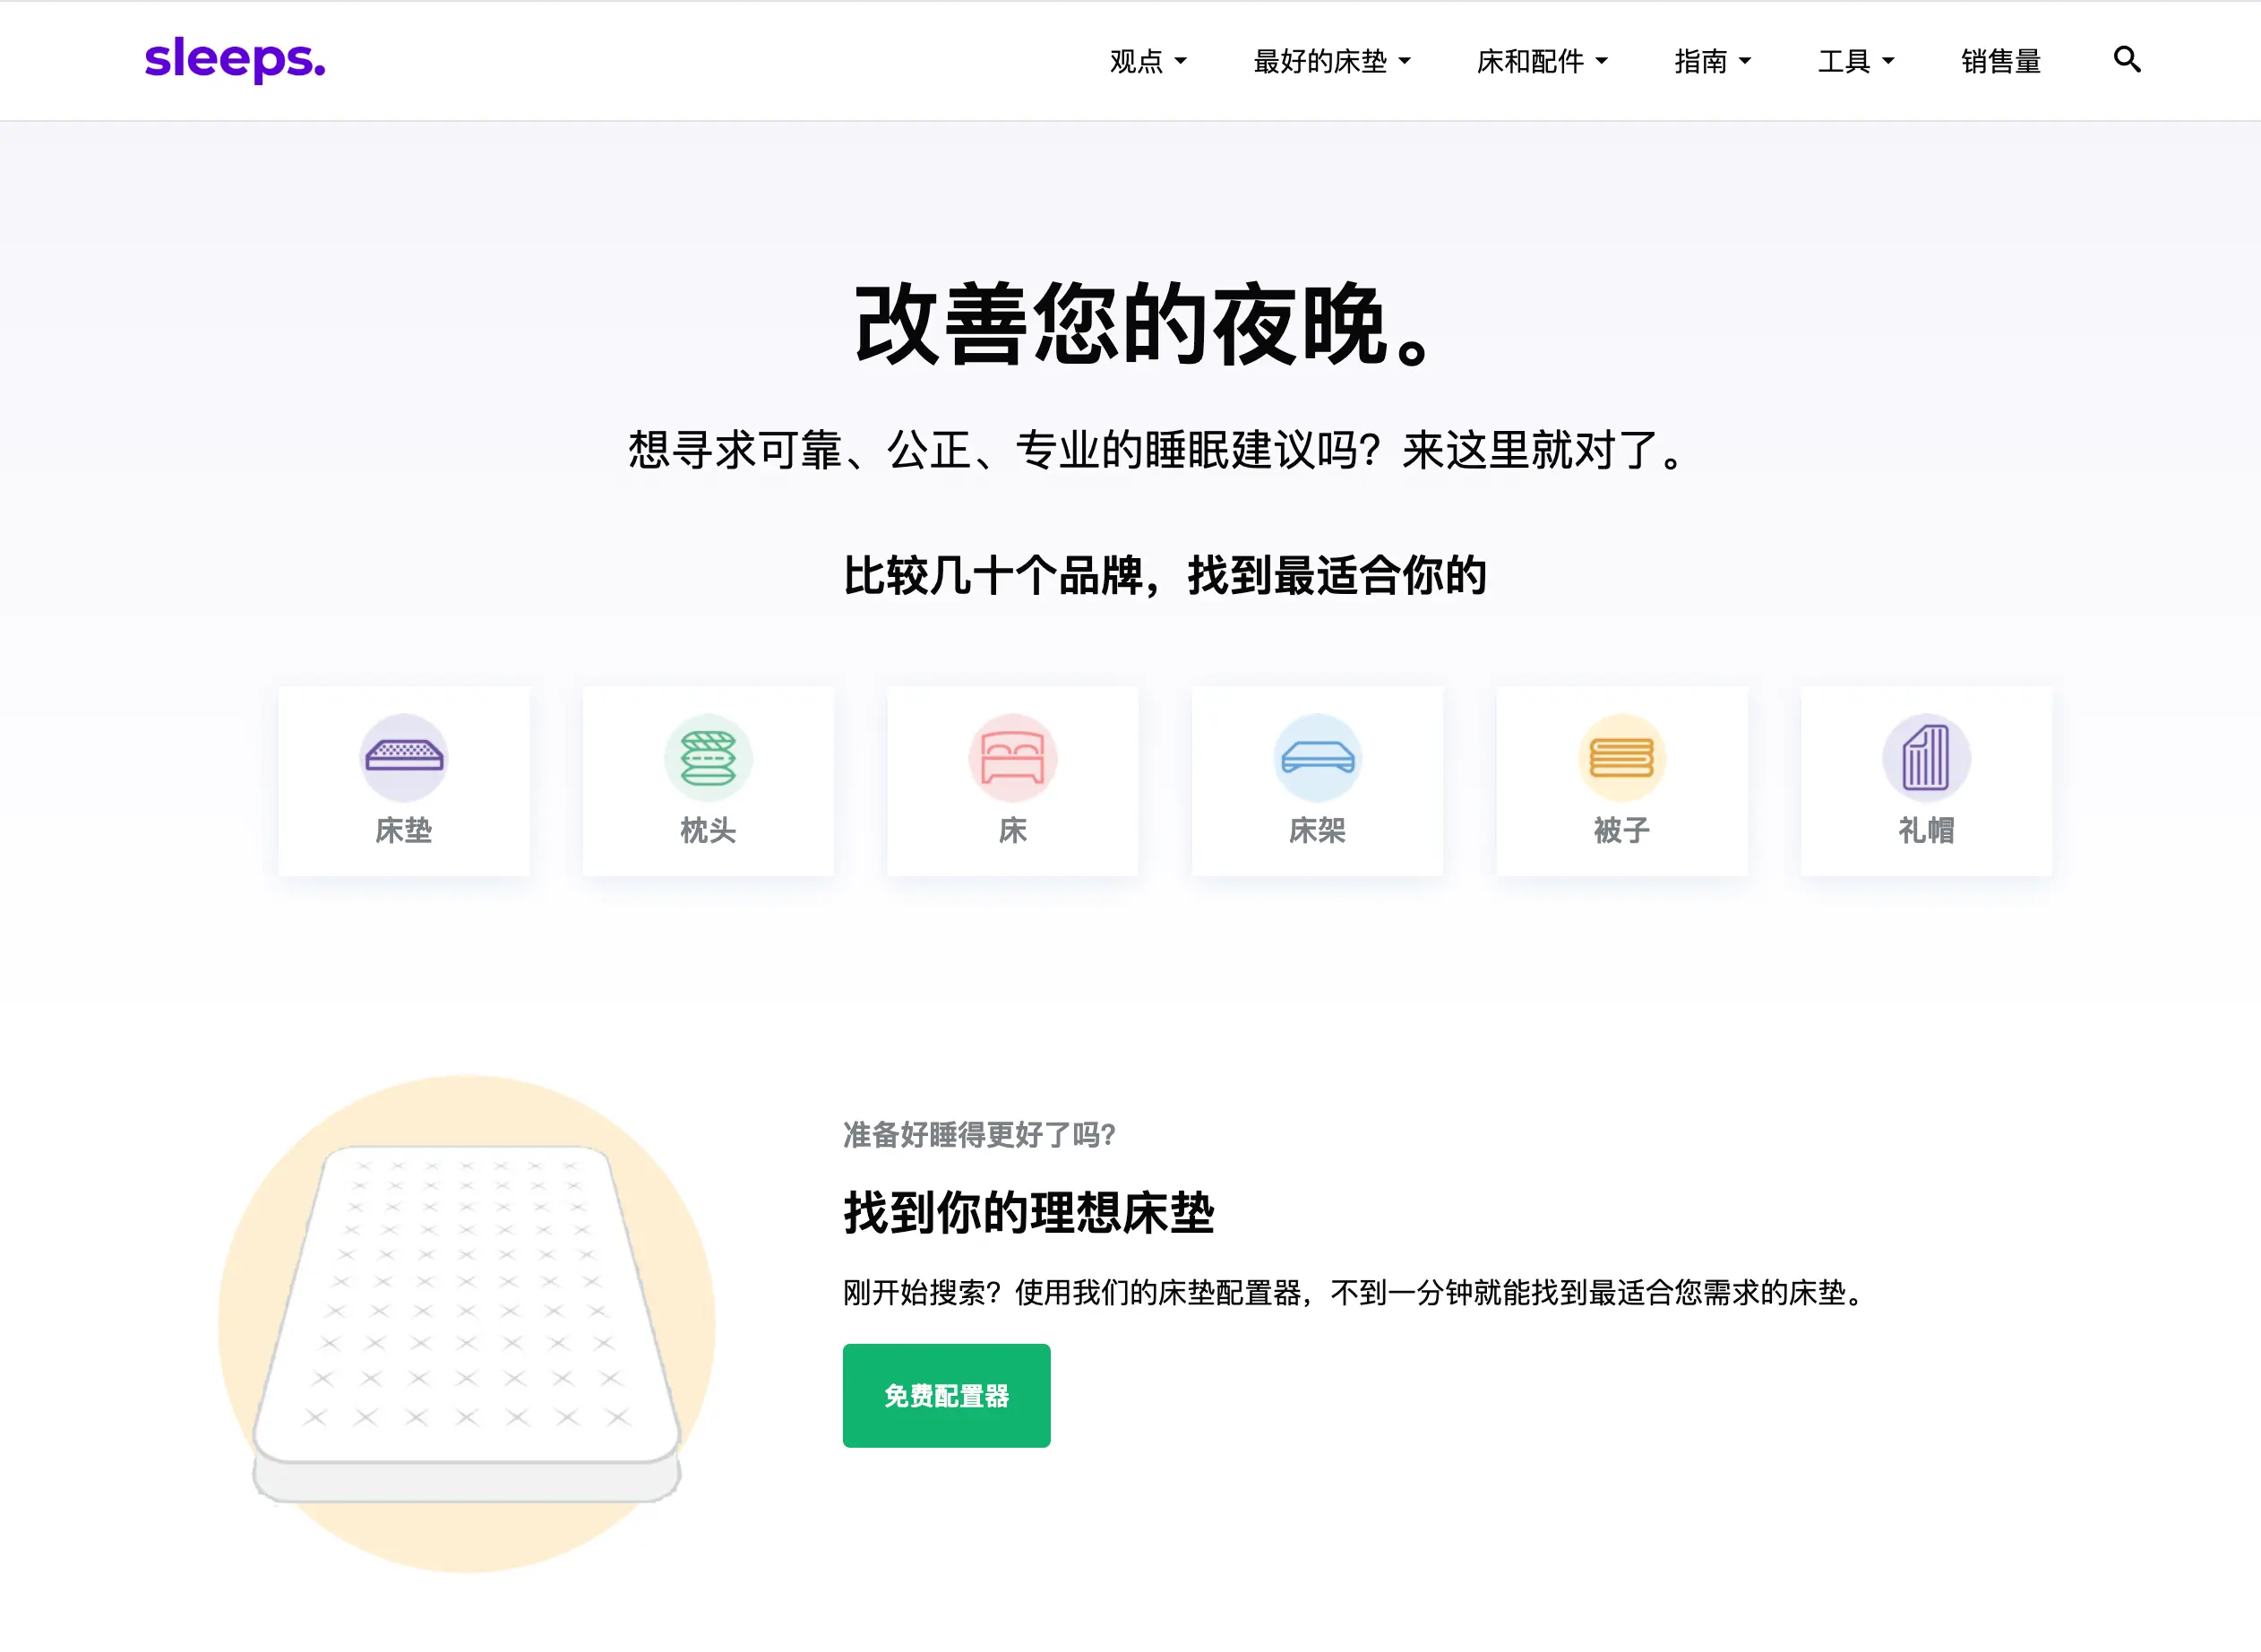 sleeps.
观点
最好的床垫
床和配件
指南
工具
销售量
改善您的夜晚。
想寻求可靠、公正、专业的睡眠建议吗？来这里就对了。
比较几十个品牌，找到最适合你的
床垫
枕头
床
床架
被子
礼帽
准备好睡得更好了吗？
找到你的理想床垫
刚开始搜索？使用我们的床垫配置器，不到一分钟就能找到最适合您需求的床垫。
免费配置器